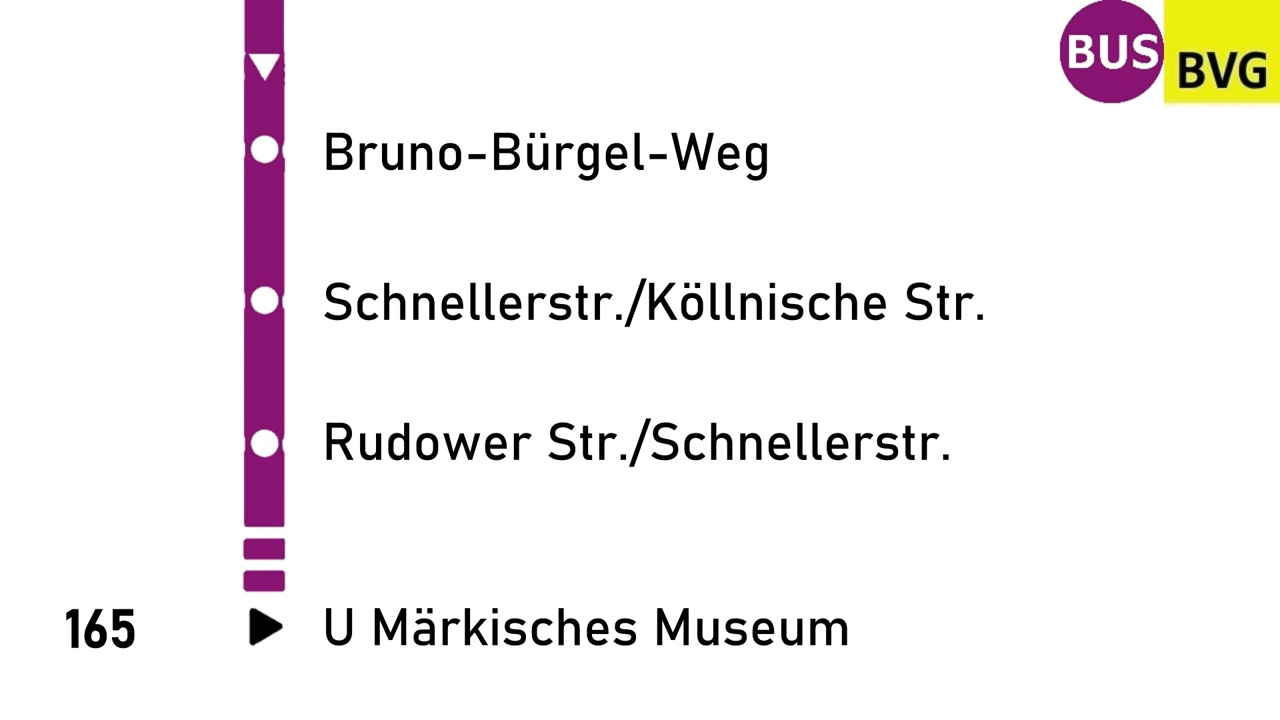 BUS
BVG
Bruno-Bürgel-Weg
Schnellerstr./Köllnische Str.
Rudower Str./Schnellerstr.
165
U Märkisches Museum